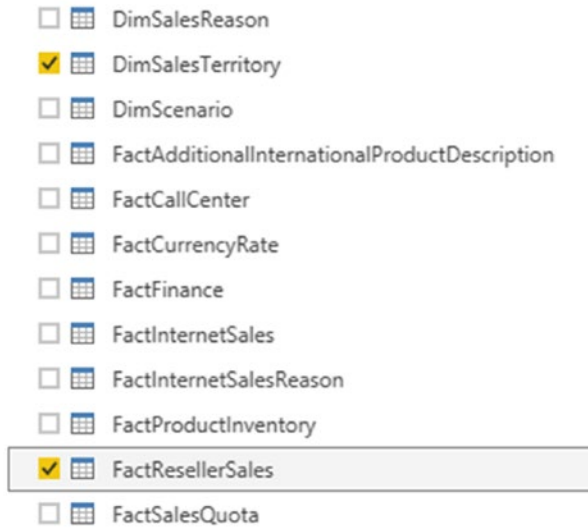 DimSalesReason
DimSalesTerritory
DimScenario
FactAdditionalInternationalProductDescription
FactCallCenter
FactCurrencyRate
FactFinance
FactInternetSales
FactInternetSalesReason
FactProductInventory
FactResellerSales
FactSalesQuota